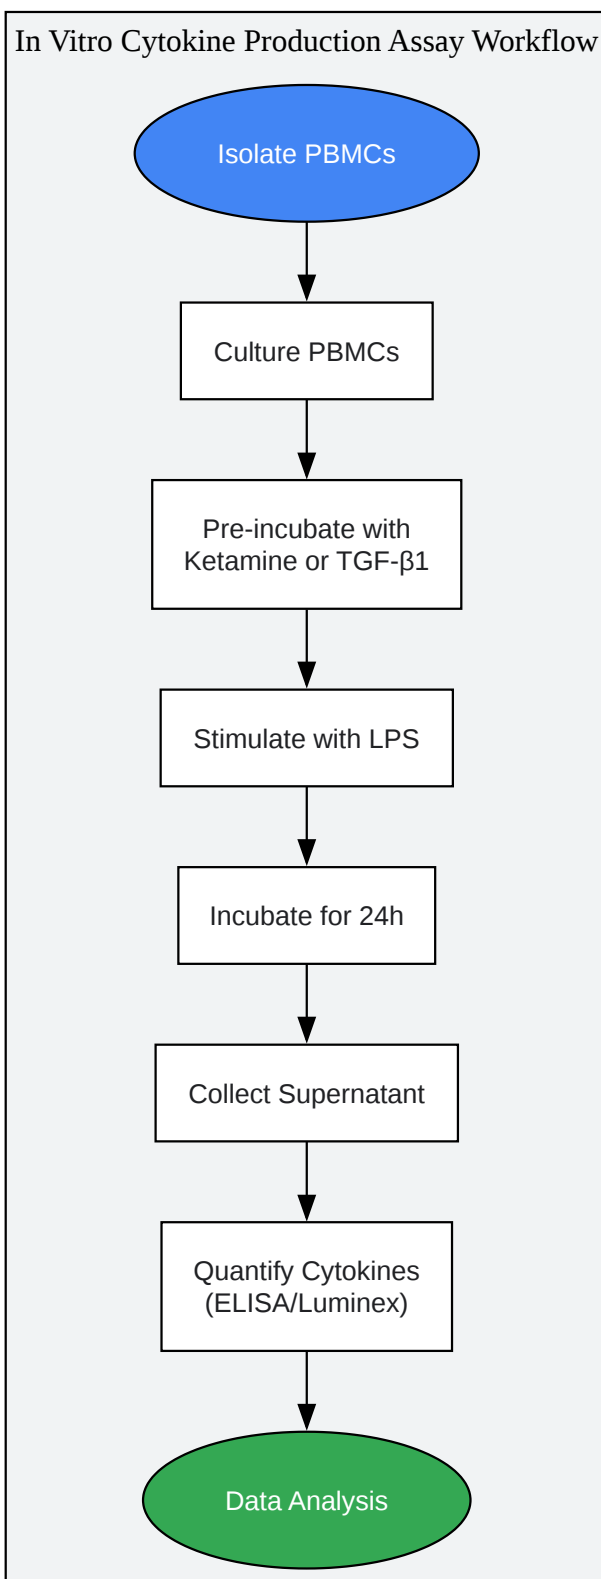 In Vitro Cytokine Production Assay Workflow
Isolate PBMCs
Culture PBMCs
Pre-incubate with
Ketamine or TGF-β1
Stimulate with LPS
Incubate for 24h
Collect Supernatant
Quantify Cytokines
(ELISA/Luminex)
Data Analysis